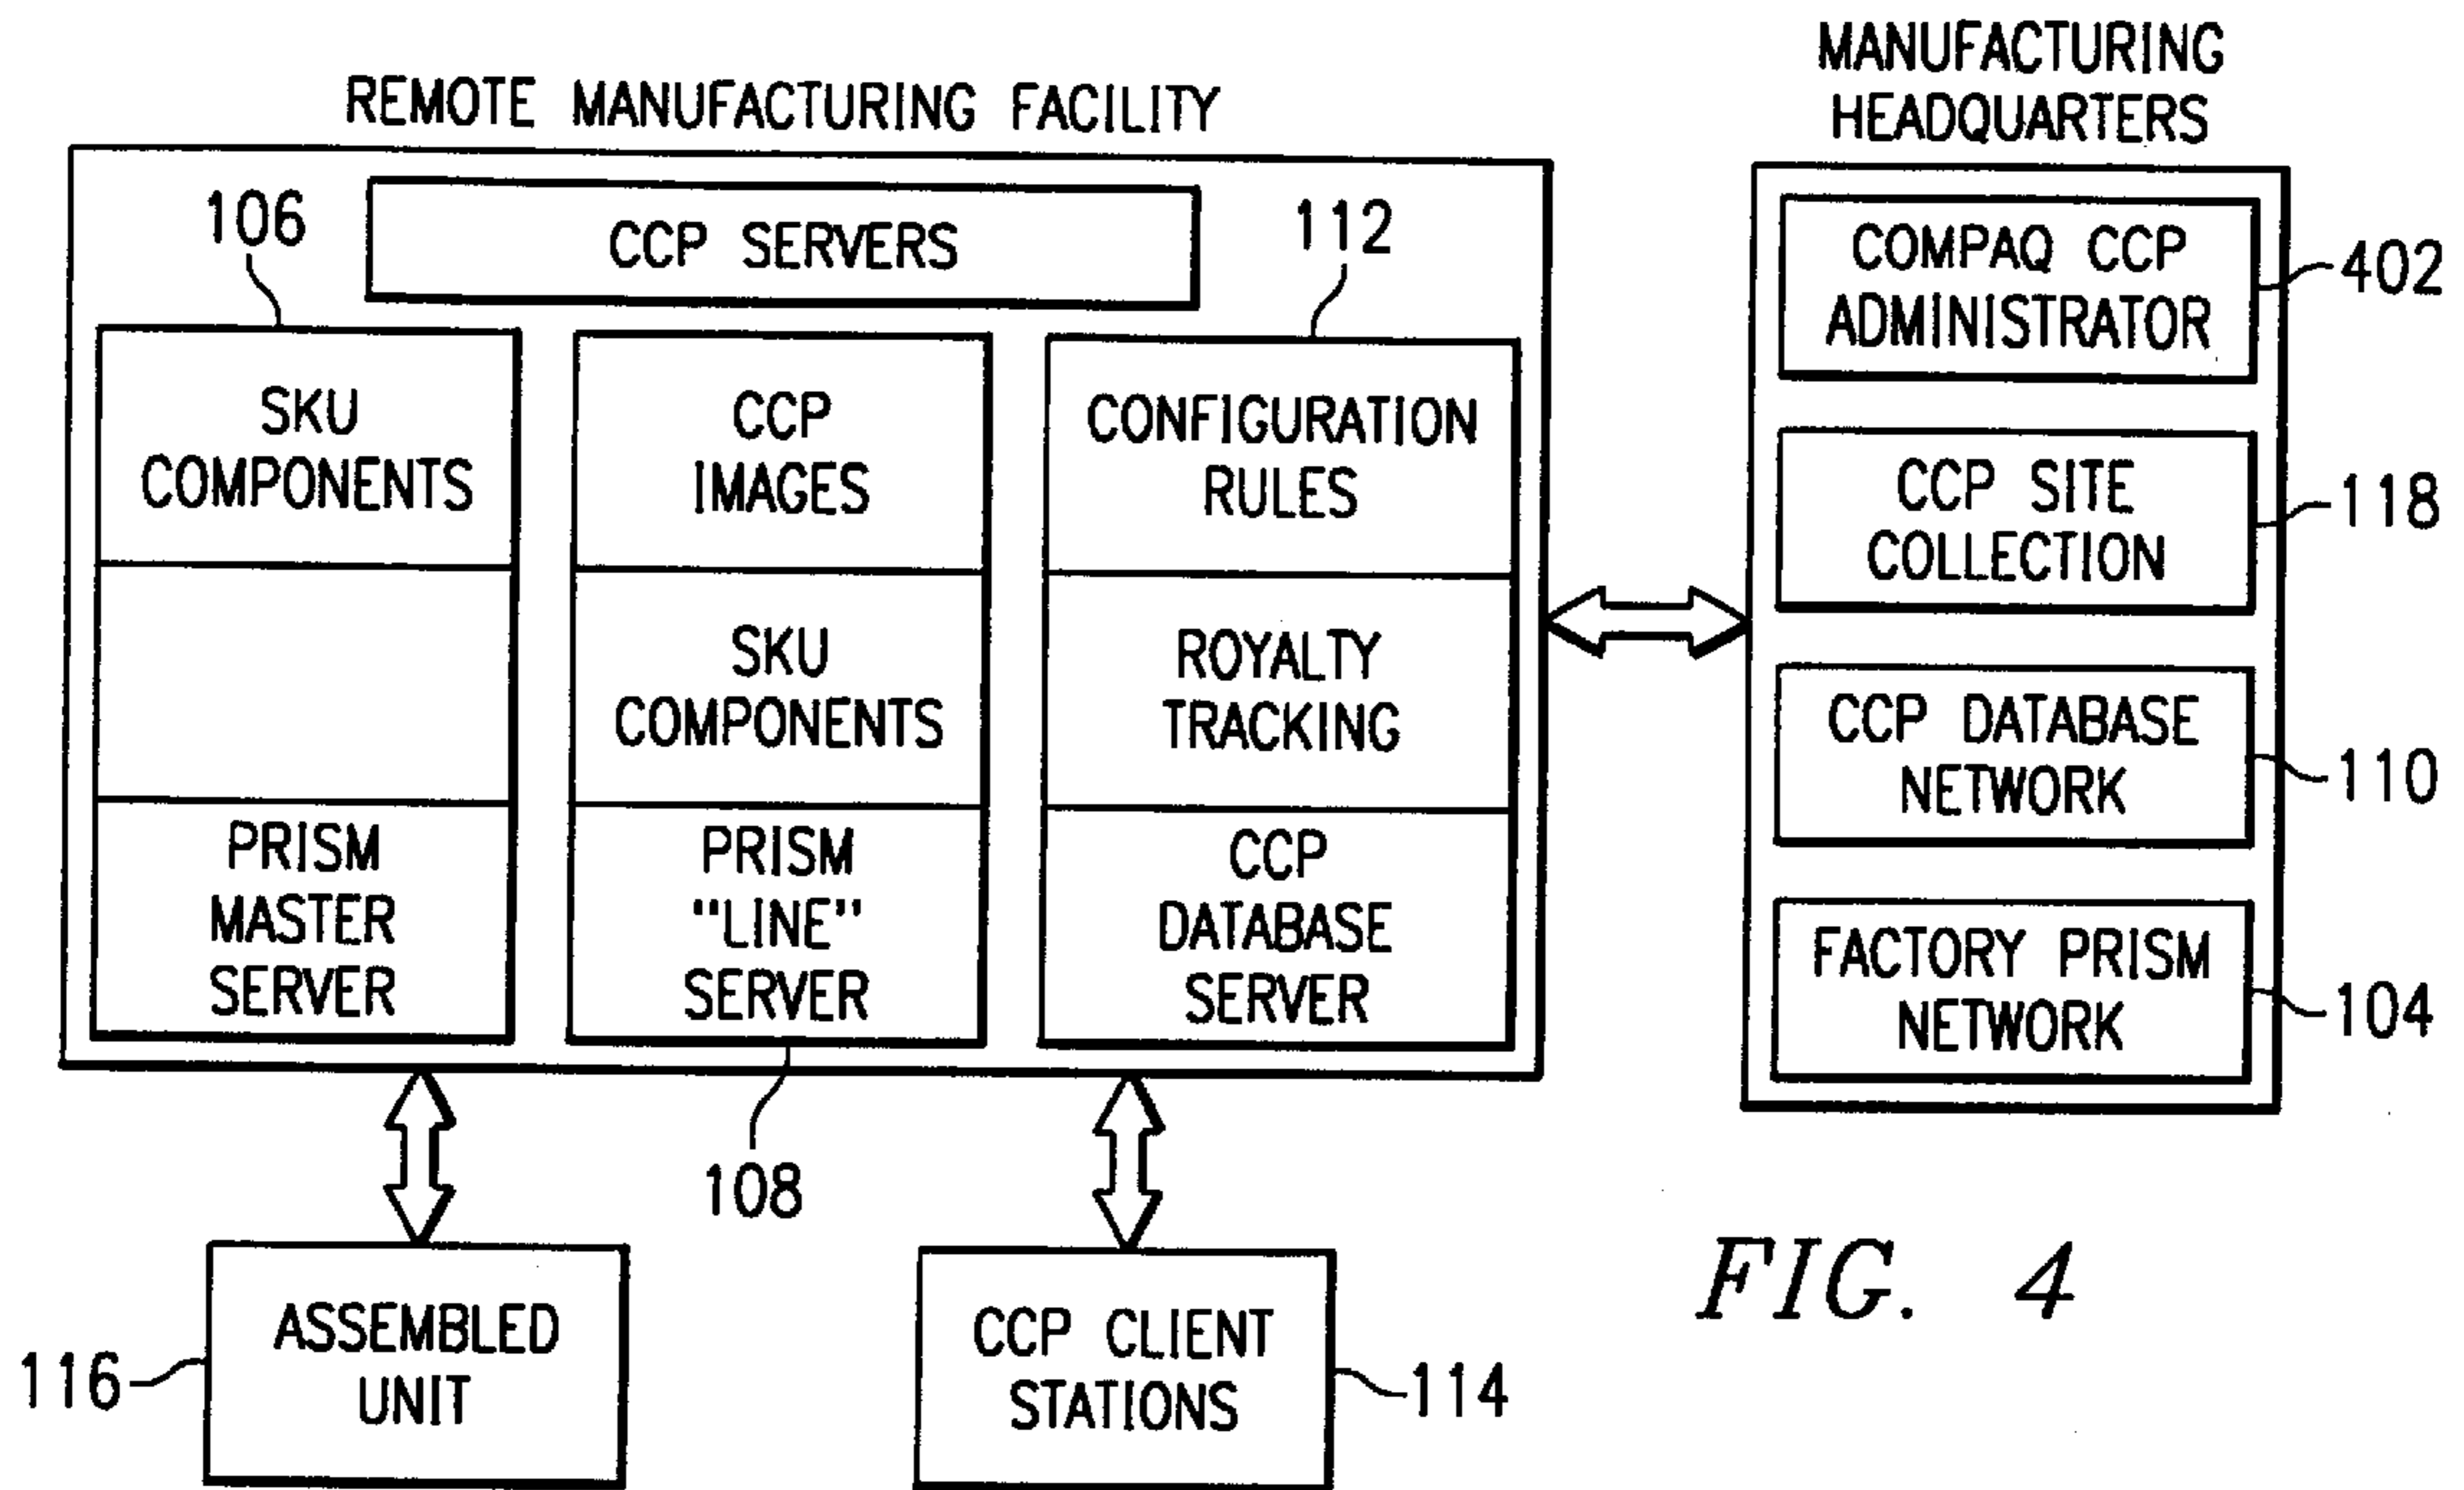 REMOTE MANUFACTURING FACILITY
CCP SERVERS
106
112
SKU
COMPONENTS
PRISM
MASTER
SERVER
CCP
IMAGES
SKU
COMPONENTS
PRISM
"LINE"
SERVER
108
CONFIGURATION
RULES
ROYALTY
TRACKING
CCP
DATABASE
SERVER
MANUFACTURING
HEADQUARTERS
COMPAQ CCP
ADMINISTRATOR
402
CCP SITE
COLLECTION
118
CCP DATABASE
NETWORK
110
FACTORY PRISM
NETWORK
104
ASSEMBLED
UNIT
116
CCP CLIENT
STATIONS
114
FIG. 4